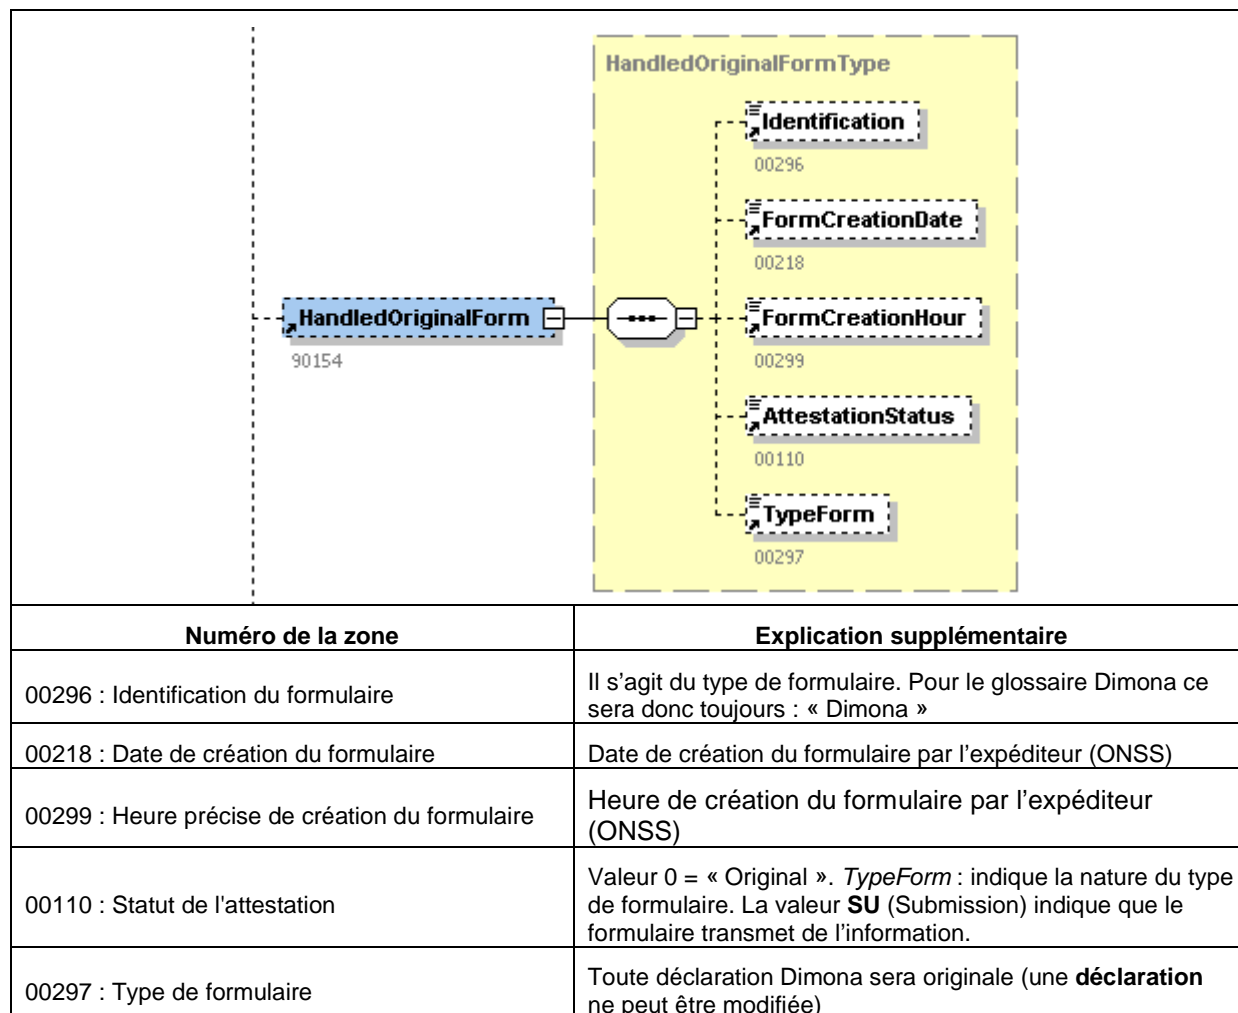 HandledOriginalFormType
Identification
00296
FormCreationDate
00218
HandledOriginalForm
90154
FormCreationHour
00299
AttestationStatus
00110
TypeForm
00297
Numéro de la zone
Explication supplémentaire
00296 : Identification du formulaire
Il s’agit du type de formulaire. Pour le glossaire Dimona ce
sera donc toujours : « Dimona »
00218 : Date de création du formulaire
Date de création du formulaire par l’expéditeur (ONSS)
00299 : Heure précise de création du formulaire
Heure de création du formulaire par l’expéditeur
(ONSS)
00110 : Statut de l'attestation
Valeur 0 = « Original ». TypeForm : indique la nature du type
de formulaire. La valeur SU (Submission) indique que le
formulaire transmet de l’information.
00297 : Type de formulaire
Toute déclaration Dimona sera originale (une déclaration
ne peut être modifiée)